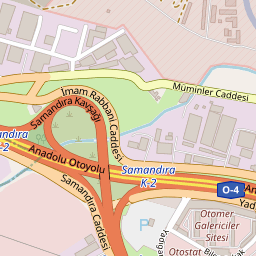 Müminler Caddesi
İmam Rabbani Caddesi
Samandıra Kavşağı
Samandıra
K-2
Anadolu Otoyolu
Samandıra
K-2
O-4
Samandıra Caddesi
Otomer
Galericiler
Sitesi
Otostat
P